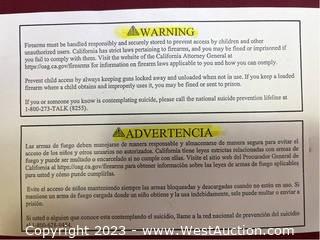 WARNING
Firearms must be handled responsibly and securely stored to prevent access by children and other
unauthorized users. California has strict laws pertaining to firearms, and you may be fined or imprisoned if
you fail to comply with them. Visit the website of the California Attorney General at
https://oag.ca.gov/firearms for information on firearm laws applicable to you and how you can comply.
Prevent child access by always keeping guns locked away and unloaded when not in use. If you keep a loaded
firearm where a child obtains and improperly uses it, you may be fined or sent to prison.
If you or someone you know is contemplating suicide, please call the national suicide prevention lifeline at
1-800-273-TALK (8255).
ADVERTENCIA
Las armas de fuego deben manejarse de manera responsable y almacenarse de manera segura para evitar el
acceso de los niños y otros usuarios no autorizados. California tiene leyes estrictas relacionadas con armas de
fuego y puede ser multado o encarcelado si no cumple con ellas. Visite el sitio web del Procurador General de
California at https://oag.ca.gov/firearms para obtener información sobre las leyes de armas de fuego aplicables
para usted y cómo puede cumplirlas.
Evite el acceso de niños manteniendo siempre las armas bloqueadas y descargadas cuando no estén en uso. Si
mantiene un arma de fuego cargada donde un niño obtiene y la usa indebidamente, puede multar o enviar a
prisión.
Si usted o alguien que conoce esta contemplando el suicidio, llame a la red nacional de prevención del suicidio
Copyright 2023 - WestAuctions.com